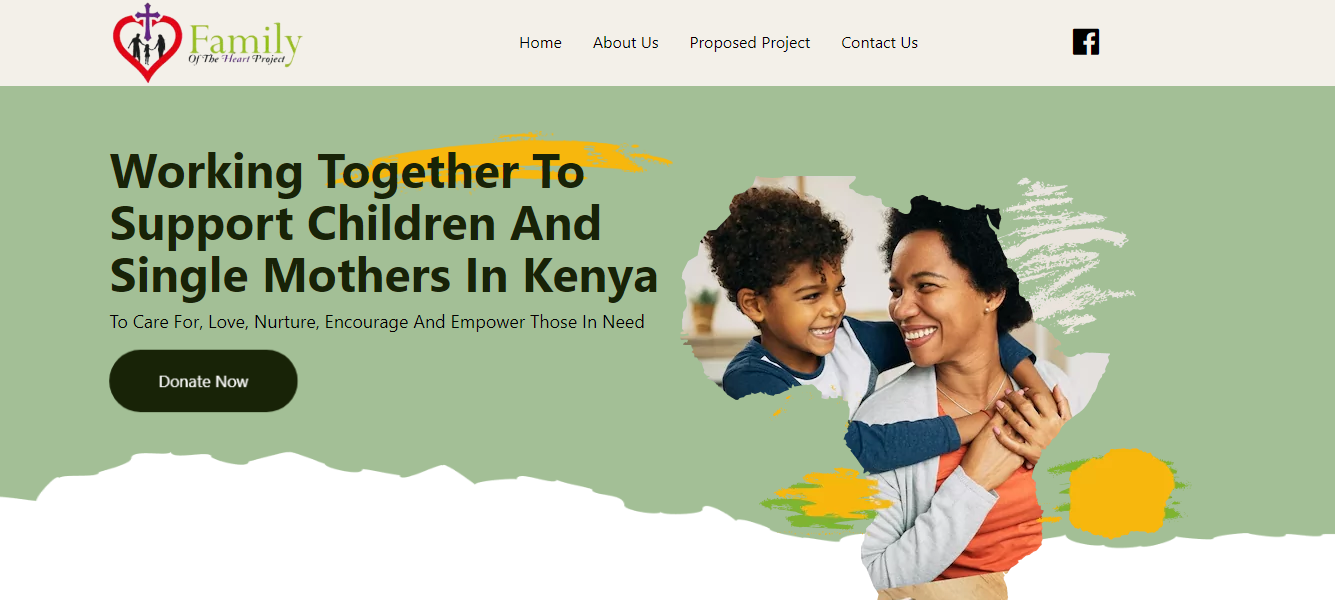 Family
Of The Heart Project
Home About Us Proposed Project Contact Us
Working Together To
Support Children And
Single Mothers In Kenya
To Care For, Love, Nurture, Encourage And Empower Those In Need
Donate Now